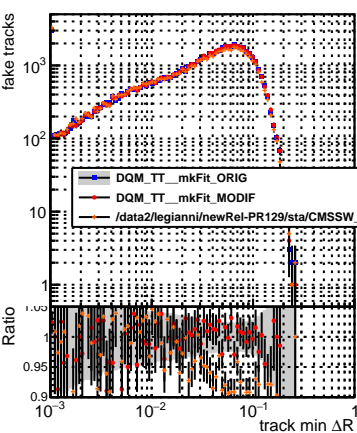 fake tracks
10³
10²
10
1
DQM_TT__mkFit_ORIG
DQM_TT__mkFit_MODIF
/data2/legianni/newRel-PR129/sta/CMSSW_
Ratio
1.05
1
0.95
0.9
10⁻³
10⁻²
10⁻¹
1
track min ΔR